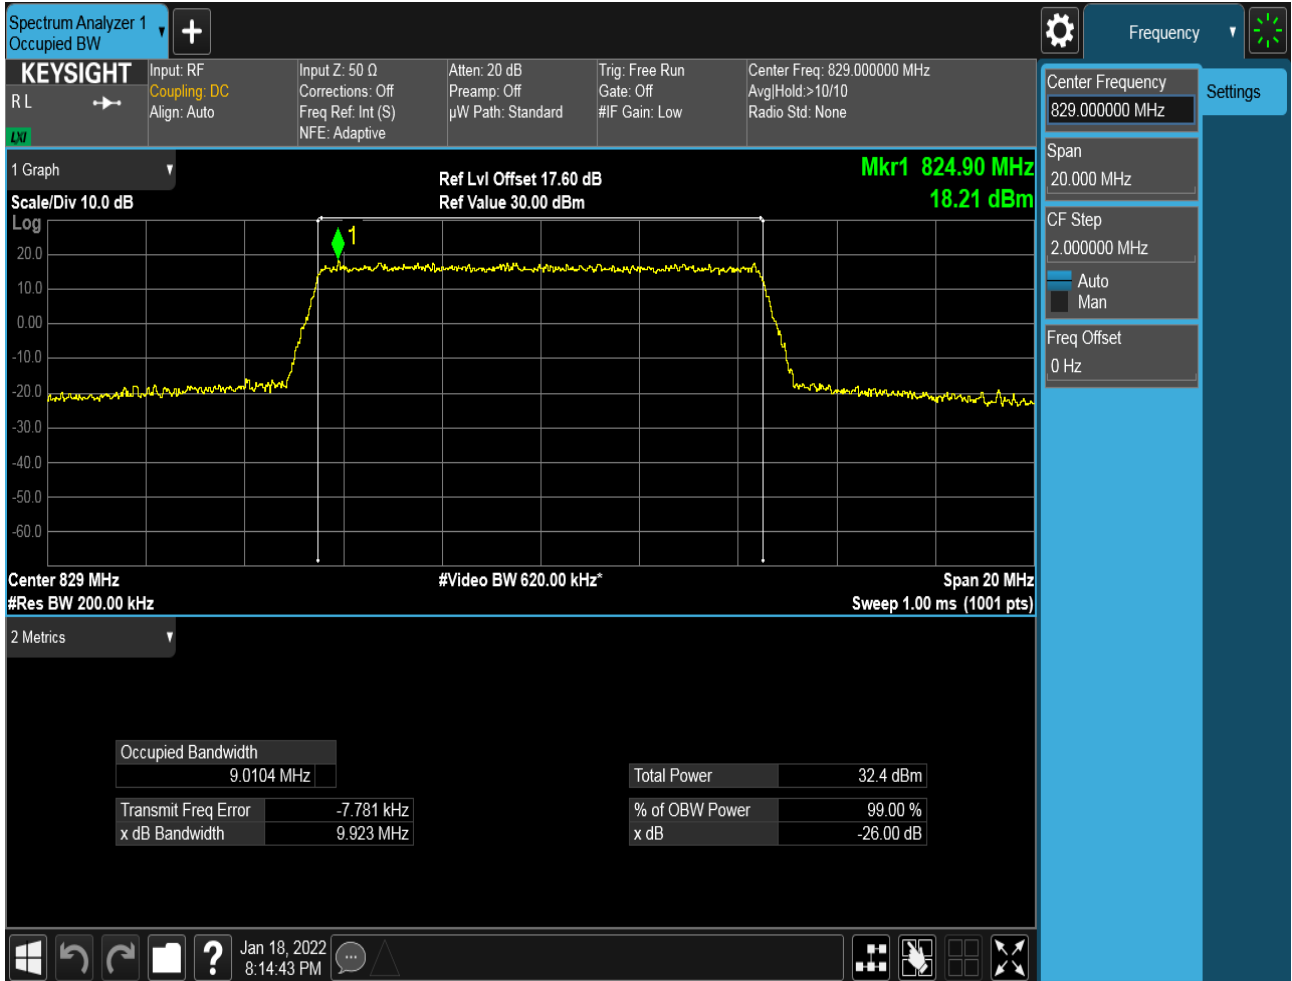 Spectrum Analyzer 1
Occupied BW
Frequency
KEYSIGHT
R L
LXI
Input: RF
Coupling: DC
Align: Auto
Input Z: 50 Ω
Corrections: Off
Freq Ref: Int (S)
NFE: Adaptive
Atten: 20 dB
Preamp: Off
µW Path: Standard
Trig: Free Run
Gate: Off
#IF Gain: Low
Center Freq: 829.000000 MHz
Avg|Hold:>10/10
Radio Std: None
Center Frequency
829.000000 MHz
Settings
Span
20.000 MHz
CF Step
2.000000 MHz
Auto
Man
Freq Offset
0 Hz
1 Graph
Scale/Div 10.0 dB
Ref Lvl Offset 17.60 dB
Ref Value 30.00 dBm
Mkr1 824.90 MHz
18.21 dBm
Log
1
20.0
10.0
0.00
-10.0
-20.0
-30.0
-40.0
-50.0
-60.0
Center 829 MHz
#Video BW 620.00 kHz*
Span 20 MHz
#Res BW 200.00 kHz
Sweep 1.00 ms (1001 pts)
2 Metrics
Occupied Bandwidth
9.0104 MHz
Total Power 32.4 dBm
Transmit Freq Error -7.781 kHz
% of OBW Power 99.00 %
x dB Bandwidth 9.923 MHz
x dB -26.00 dB
?
Jan 18, 2022
8:14:43 PM